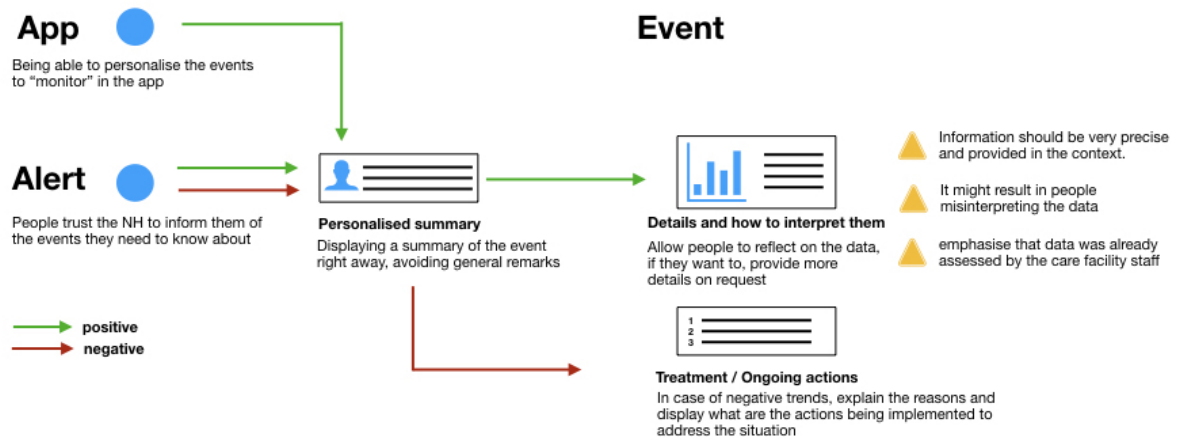 App
Being able to personalise the events
to “monitor” in the app
Alert
People trust the NH to inform them of
the events they need to know about
positive
negative
Personalised summary
Displaying a summary of the event
right away, avoiding general remarks
Event
Details and how to interpret them
Allow people to reflect on the data,
if they want to, provide more
details on request
Information should be very precise
and provided in the context.
It might result in people
misinterpreting the data
emphasise that data was already
assessed by the care facility staff
1
2
3
Treatment / Ongoing actions
In case of negative trends, explain the reasons and
display what are the actions being implemented to
address the situation